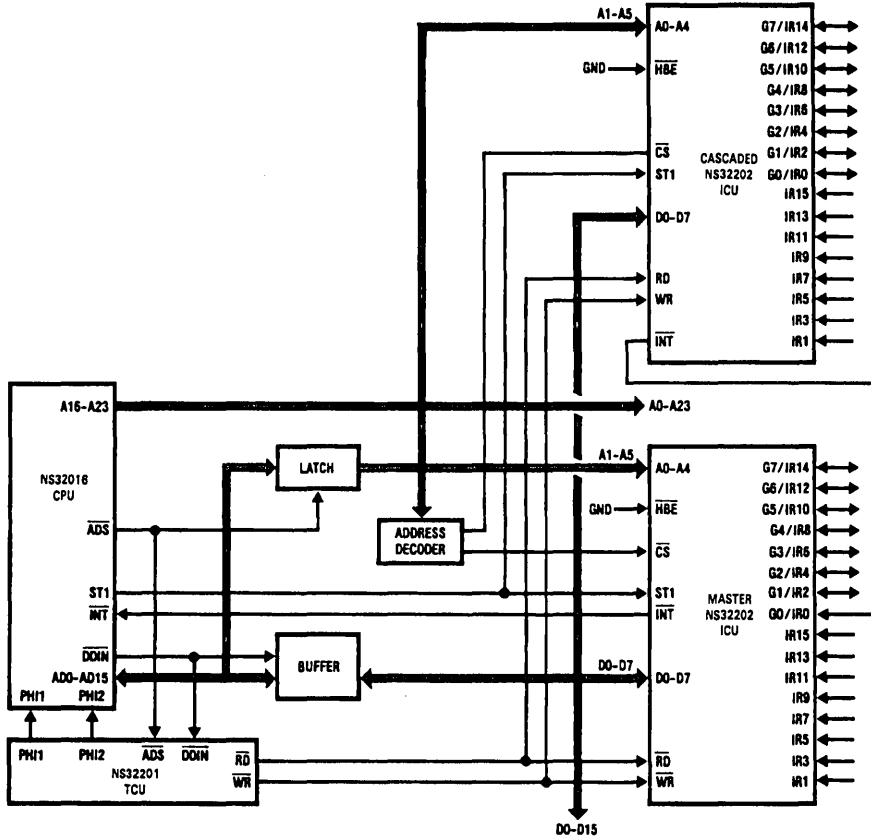 A1-A5
A0-A4
GND
HBE
CS
ST1
D0-D7
RD
WR
INT
CASCADED
NS32202
ICU
G7/IR14
G6/IR12
G5/IR10
G4/IR8
G3/IR6
G2/IR4
G1/IR2
G0/IR0
IR15
IR13
IR11
IR9
IR7
IR5
IR3
IR1
A16-A23
A0-A23
NS32016
CPU
ADS
ST1
INT
DDIN
AD0-AD15
PHI1
PHI2
LATCH
ADDRESS
DECODER
BUFFER
A1-A5
A0-A4
GND
HBE
CS
ST1
INT
D0-D7
D0-D7
RD
WR
MASTER
NS32202
ICU
G7/IR14
G6/IR12
G5/IR10
G4/IR8
G3/IR6
G2/IR4
G1/IR2
G0/IR0
IR15
IR13
IR11
IR9
IR7
IR5
IR3
IR1
PHI1
PHI2
ADS
DDIN
RD
WR
NS32201
TCU
D0-D15